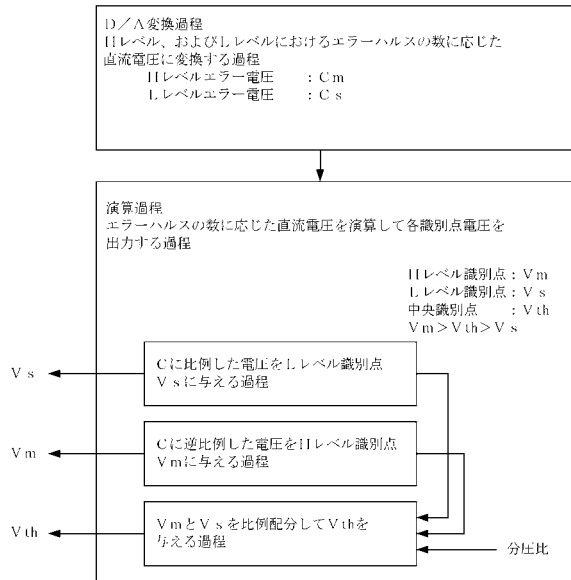 D／A変換過程
Hレベル、およびLレベルにおけるエラーハルスの数に応じた
直流電圧に変換する過程
Hレベルエラー電圧　：Cm
Lレベルエラー電圧　：Cs
演算過程
エラーハルスの数に応じた直流電圧を演算して各識別点電圧を
出力する過程
Hレベル識別点：Vm
Lレベル識別点：Vs
中央識別点　　：Vth
Vm＞Vth＞Vs
Vs
Cに比例した電圧をLレベル識別点
Vsに与える過程
Vm
Cに逆比例した電圧をHレベル識別点
Vmに与える過程
Vth
VmとVsを比例配分してVthを
与える過程
分圧比